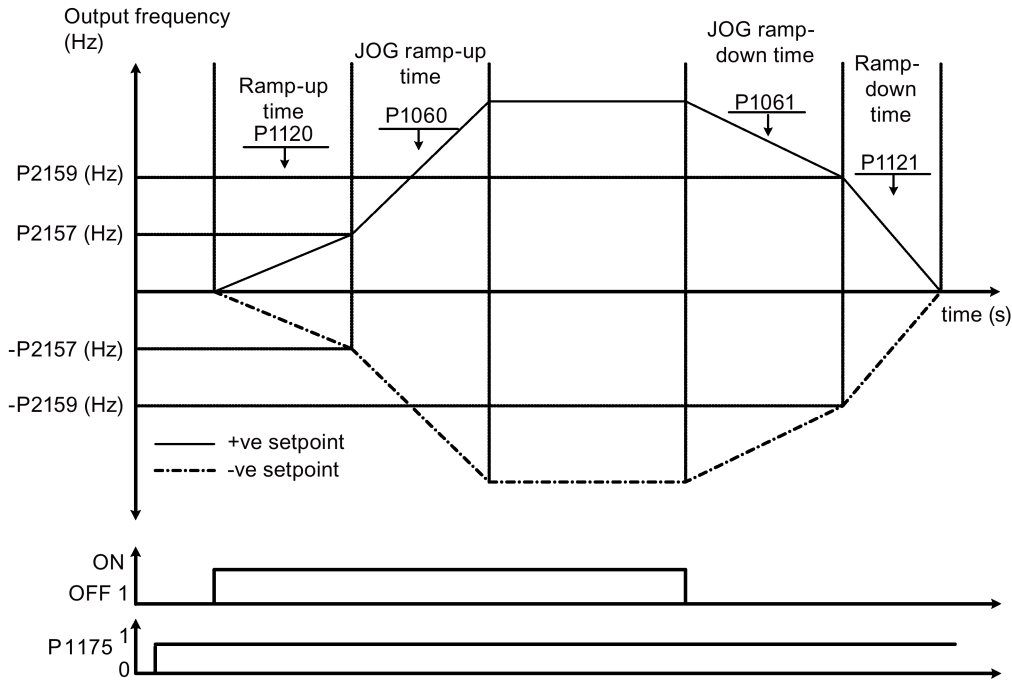 Output frequency
(Hz)
Ramp-up
time
P1120
JOG ramp-up
time
P1060
JOG ramp-
down time
P1061
Ramp-
down
time
P1121
P2159 (Hz)
P2157 (Hz)
time (s)
-P2157 (Hz)
-P2159 (Hz)
+ve setpoint
-ve setpoint
ON
OFF 1
P1175
1
0